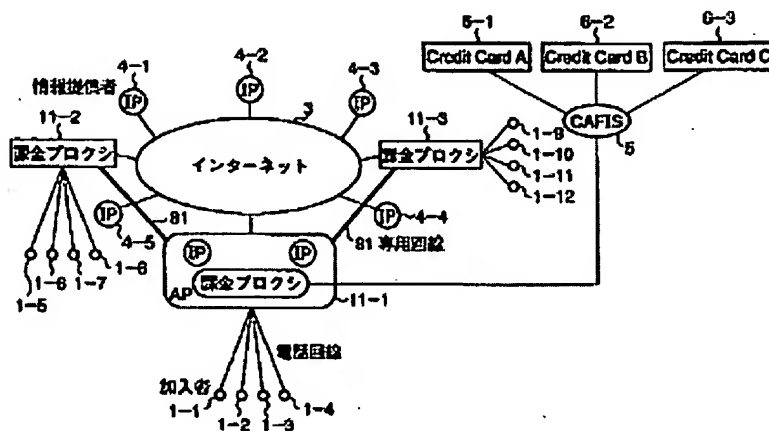 6-1
6-2
6-3
Credit Card A
Credit Card B
Credit Card C
CAFIS
5
4-1
4-2
4-3
情報提供者
IP
IP
IP
3
11-2
11-3
課金プロクシ
インターネット
課金プロクシ
1-9
1-10
1-11
1-12
IP
4-5
81
IP
4-4
81 専用回線
IP
IP
AP
課金プロクシ
11-1
1-5
1-6
1-7
1-8
電話回線
加入者
1-1
1-2
1-3
1-4